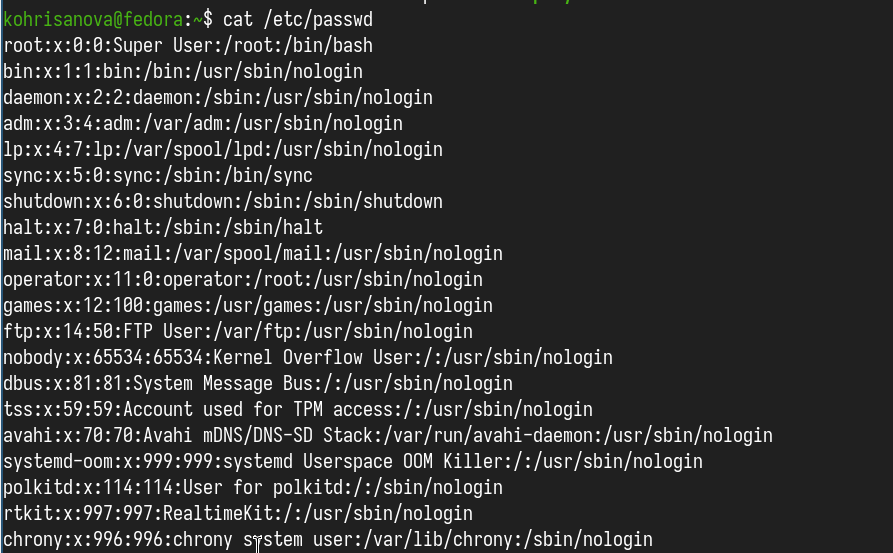 kohrisanova@fedora:~$ cat /etc/passwd
root:x:0:0:Super User:/root:/bin/bash
bin:x:1:1:bin:/bin:/usr/sbin/nologin
daemon:x:2:2:daemon:/sbin:/usr/sbin/nologin
adm:x:3:4:adm:/var/adm:/usr/sbin/nologin
lp:x:4:7:lp:/var/spool/lpd:/usr/sbin/nologin
sync:x:5:0:sync:/sbin:/bin/sync
shutdown:x:6:0:shutdown:/sbin:/sbin/shutdown
halt:x:7:0:halt:/sbin:/sbin/halt
mail:x:8:12:mail:/var/spool/mail:/usr/sbin/nologin
operator:x:11:0:operator:/root:/usr/sbin/nologin
games:x:12:100:games:/usr/games:/usr/sbin/nologin
ftp:x:14:50:FTP User:/var/ftp:/usr/sbin/nologin
nobody:x:65534:65534:Kernel Overflow User:/:/usr/sbin/nologin
dbus:x:81:81:System Message Bus:/:/usr/sbin/nologin
tss:x:59:59:Account used for TPM access:/:/usr/sbin/nologin
avahi:x:70:70:Avahi mDNS/DNS-SD Stack:/var/run/avahi-daemon:/usr/sbin/nologin
systemd-oom:x:999:999:systemd Userspace OOM Killer:/:/usr/sbin/nologin
polkitd:x:114:114:User for polkitd:/:/sbin/nologin
rtkit:x:997:997:RealtimeKit:/:/usr/sbin/nologin
chrony:x:996:996:chrony system user:/var/lib/chrony:/sbin/nologin